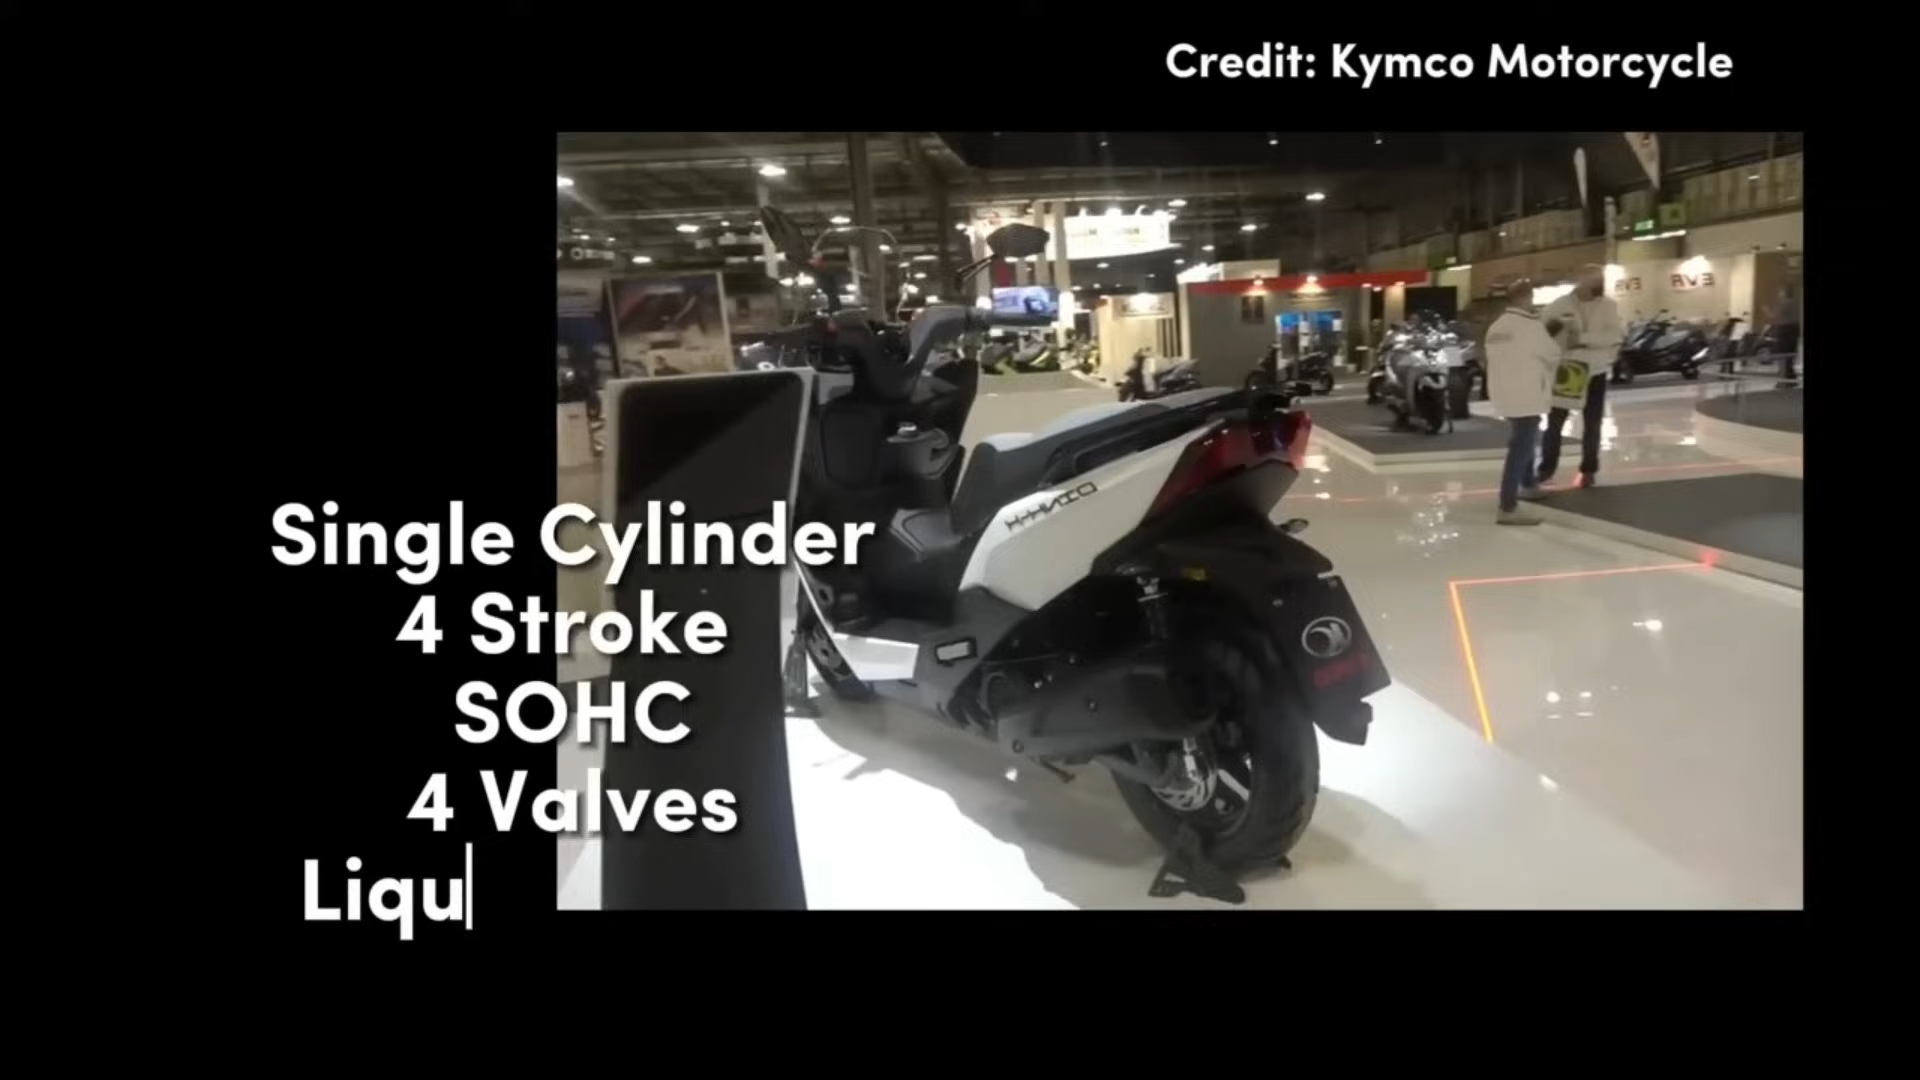 Credit: Kymco Motorcycle
Single Cylinder
4 Stroke
SOHC
4 Valves
Liqu